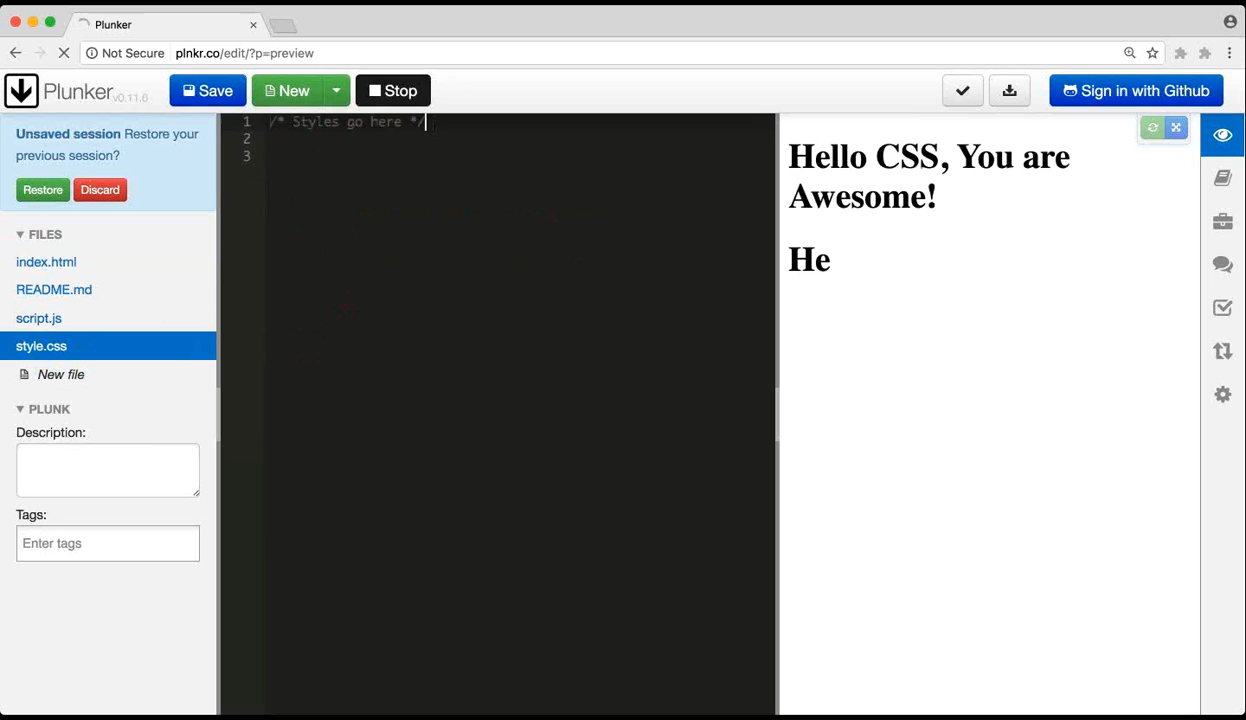 Plunker
Not Secure plnkr.co/edit/?p=preview
Plunker v0.11.6
Save
New
Stop
Sign in with Github
Unsaved session Restore your
previous session?
Restore Discard
FILES
index.html
README.md
script.js
style.css
New file
PLUNK
Description:
Tags:
Enter tags
1 /* Styles go here */
2
3
Hello CSS, You are
Awesome!
He